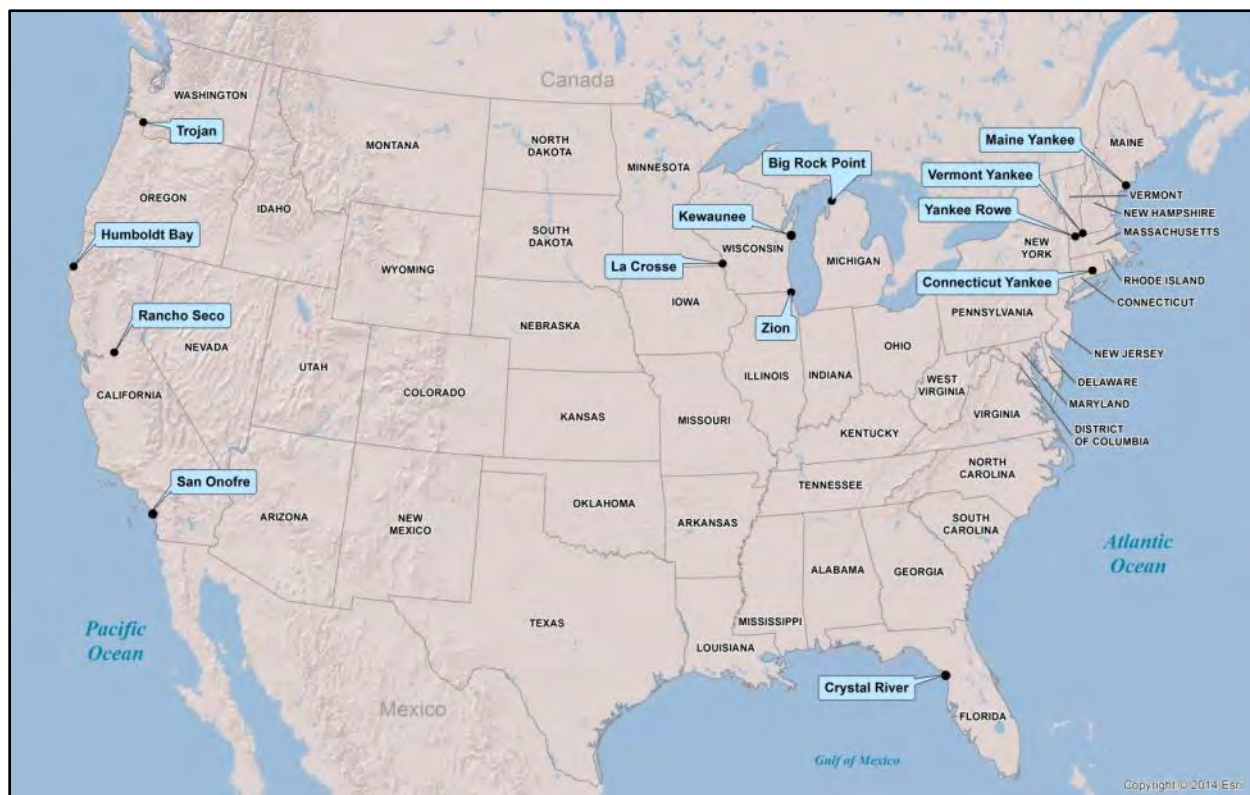 Canada
WASHINGTON
Trojan
MONTANA
NORTH
DAKOTA
MINNESOTA
Big Rock Point
Maine Yankee
MAINE
Vermont Yankee
VERMONT
OREGON
IDAHO
Yankee Rowe
NEW HAMPSHIRE
Humboldt Bay
SOUTH
DAKOTA
Kewaunee
WISCONSIN
MICHIGAN
NEW
YORK
MASSACHUSETTS
WYOMING
La Crosse
Connecticut Yankee
RHODE ISLAND
CONNECTICUT
IOWA
Rancho Seco
NEBRASKA
Zion
PENNSYLVANIA
NEVADA
UTAH
OHIO
NEW JERSEY
CALIFORNIA
COLORADO
ILLINOIS
INDIANA
WEST
VIRGINIA
DELAWARE
KANSAS
MISSOURI
VIRGINIA
MARYLAND
KENTUCKY
DISTRICT
OF COLUMBIA
San Onofre
NORTH
CAROLINA
TENNESSEE
ARIZONA
NEW
MEXICO
OKLAHOMA
ARKANSAS
SOUTH
CAROLINA
Atlantic
Ocean
ALABAMA
GEORGIA
Pacific
Ocean
TEXAS
MISSISSIPPI
LOUISIANA
Crystal River
Mexico
FLORIDA
Gulf of Mexico
Copyright © 2014 Esri